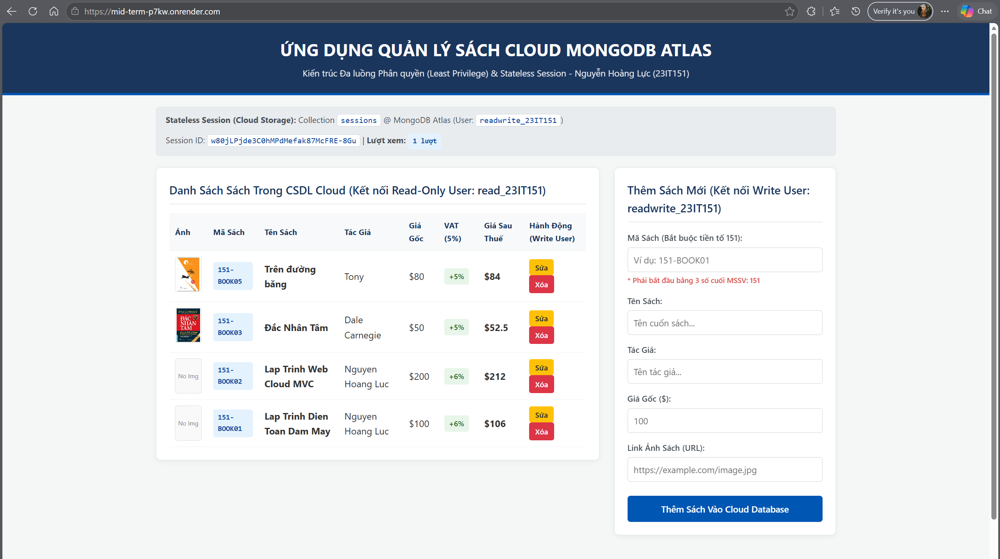 https://mid-term-p7kw.onrender.com
Verify it's you
Chat
ỨNG DỤNG QUẢN LÝ SÁCH CLOUD MONGODB ATLAS
Kiến trúc Đa luồng Phân quyền (Least Privilege) & Stateless Session - Nguyễn Hoàng Lực (23IT151)
Stateless Session (Cloud Storage): Collection sessions @ MongoDB Atlas (User: readwrite_23IT151)
Session ID: w80jLPjde3C0hMPdMefak87McFRE-8Gu | Lượt xem: 1 lượt
Danh Sách Sách Trong CSDL Cloud (Kết nối Read-Only User: read_23IT151)
Ảnh
Mã Sách
Tên Sách
Tác Giả
Giá
Gốc
VAT
(5%)
Giá Sau
Thuế
Hành Động
(Write User)
151-
BOOK05
Trên đường
băng
Tony
$80
+5%
$84
Sửa
Xóa
DALE CARNEGIE
ĐẮC
NHÂN
TÂM
151-
BOOK03
Đắc Nhân Tâm
Dale
Carnegie
$50
+5%
$52.5
Sửa
Xóa
No Img
151-
BOOK02
Lap Trinh Web
Cloud MVC
Nguyen
Hoang Luc
$200
+6%
$212
Sửa
Xóa
No Img
151-
BOOK01
Lap Trinh Dien
Toan Dam May
Nguyen
Hoang Luc
$100
+6%
$106
Sửa
Xóa
Thêm Sách Mới (Kết nối Write User:
readwrite_23IT151)
Mã Sách (Bắt buộc tiền tố 151):
Ví dụ: 151-BOOK01
* Phải bắt đầu bằng 3 số cuối MSSV: 151
Tên Sách:
Tên cuốn sách...
Tác Giả:
Tên tác giả...
Giá Gốc ($):
100
Link Ảnh Sách (URL):
https://example.com/image.jpg
Thêm Sách Vào Cloud Database